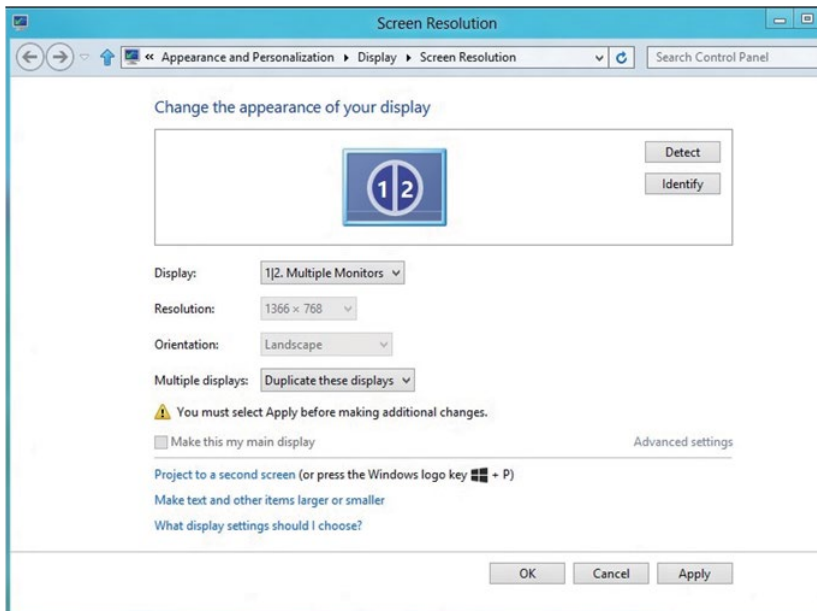 Screen Resolution
« Appearance and Personalization Display Screen Resolution Search Control Panel
Change the appearance of your display
1 2
Detect
Identify
Display: 1|2. Multiple Monitors
Resolution: 1366 × 768
Orientation: Landscape
Multiple displays: Duplicate these displays
You must select Apply before making additional changes.
Make this my main display Advanced settings
Project to a second screen (or press the Windows logo key + P)
Make text and other items larger or smaller
What display settings should I choose?
OK Cancel Apply